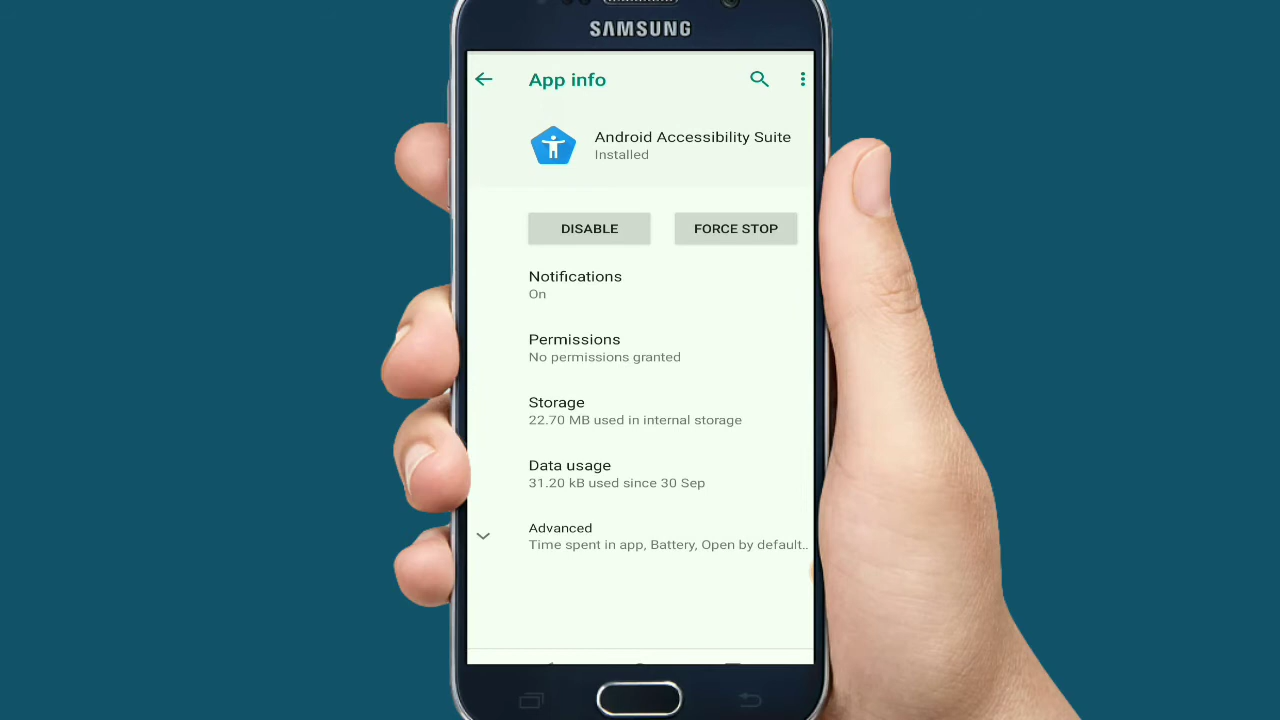 SAMSUNG
App info
Android Accessibility Suite
Installed
DISABLE
FORCE STOP
Notifications
On
Permissions
No permissions granted
Storage
22.70 MB used in internal storage
Data usage
31.20 kB used since 30 Sep
Advanced
Time spent in app, Battery, Open by default..